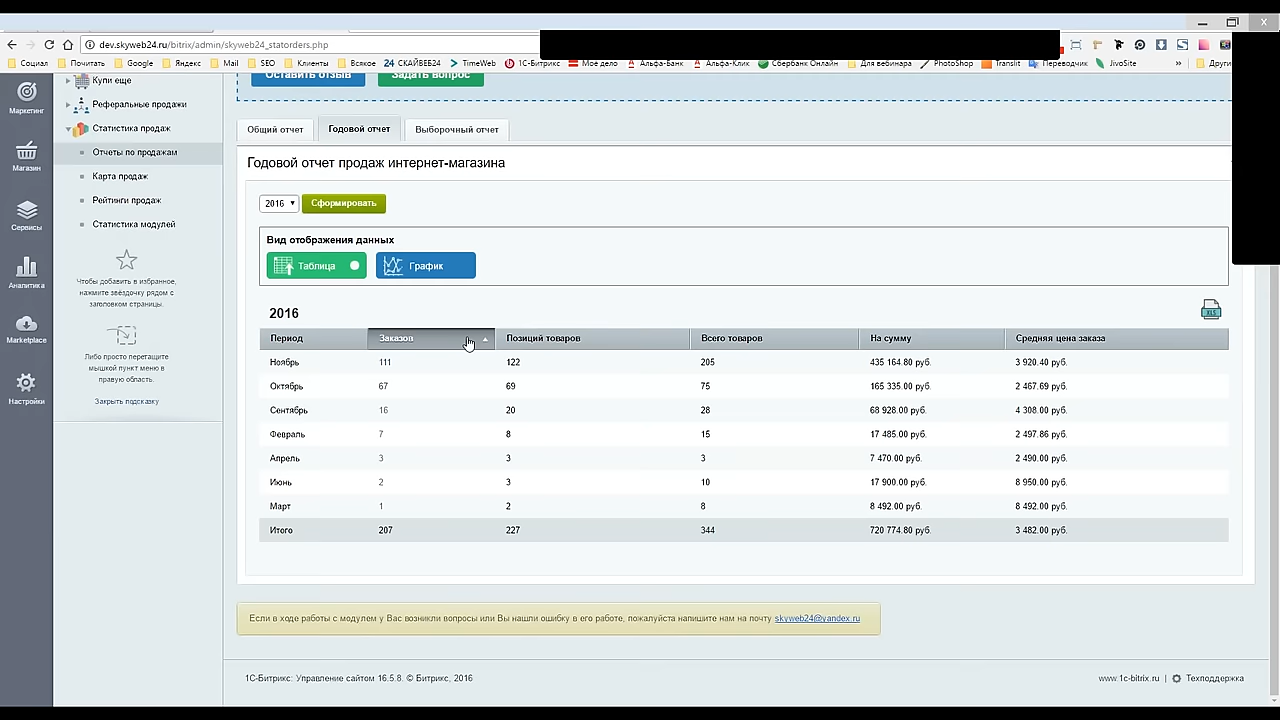 dev.skyweb24.ru/bitrix/admin/skyweb24_statorders.php
Социал Почитать Google Яндекс Mail SEO Клиенты Всякое 24 СКАЙВЕБ24 TimeWeb 1С-Битрикс Моё дело Альфа-Банк Альфа-Клик Сбербанк Онлайн Для вебинара PhotoShop Translit Переводчик JivoSite » Други
Маркетинг
Магазин
Сервисы
Аналитика
Marketplace
Настройки
Купи еще
Реферальные продажи
Статистика продаж
Отчеты по продажам
Карта продаж
Рейтинги продаж
Статистика модулей
Чтобы добавить в избранное,
нажмите звёздочку рядом с
заголовком страницы.
Либо просто перетащите
мышкой пункт меню в
правую область.
Закрыть подсказку
Оставить отзыв Задать вопрос
Общий отчет Годовой отчет Выборочный отчет
Годовой отчет продаж интернет-магазина
2016 Сформировать
Вид отображения данных
Таблица График
2016
XLS
Период Заказов Позиций товаров Всего товаров На сумму Средняя цена заказа
Ноябрь 111 122 205 435 164.80 руб. 3 920.40 руб.
Октябрь 67 69 75 165 335.00 руб. 2 467.69 руб.
Сентябрь 16 20 28 68 928.00 руб. 4 308.00 руб.
Февраль 7 8 15 17 485.00 руб. 2 497.86 руб.
Апрель 3 3 3 7 470.00 руб. 2 490.00 руб.
Июнь 2 3 10 17 900.00 руб. 8 950.00 руб.
Март 1 2 8 8 492.00 руб. 8 492.00 руб.
Итого 207 227 344 720 774.80 руб. 3 482.00 руб.
Если в ходе работы с модулем у Вас возникли вопросы или Вы нашли ошибку в его работе, пожалуйста напишите нам на почту skyweb24@yandex.ru
1С-Битрикс: Управление сайтом 16.5.8. © Битрикс, 2016
www.1c-bitrix.ru | Техподдержка